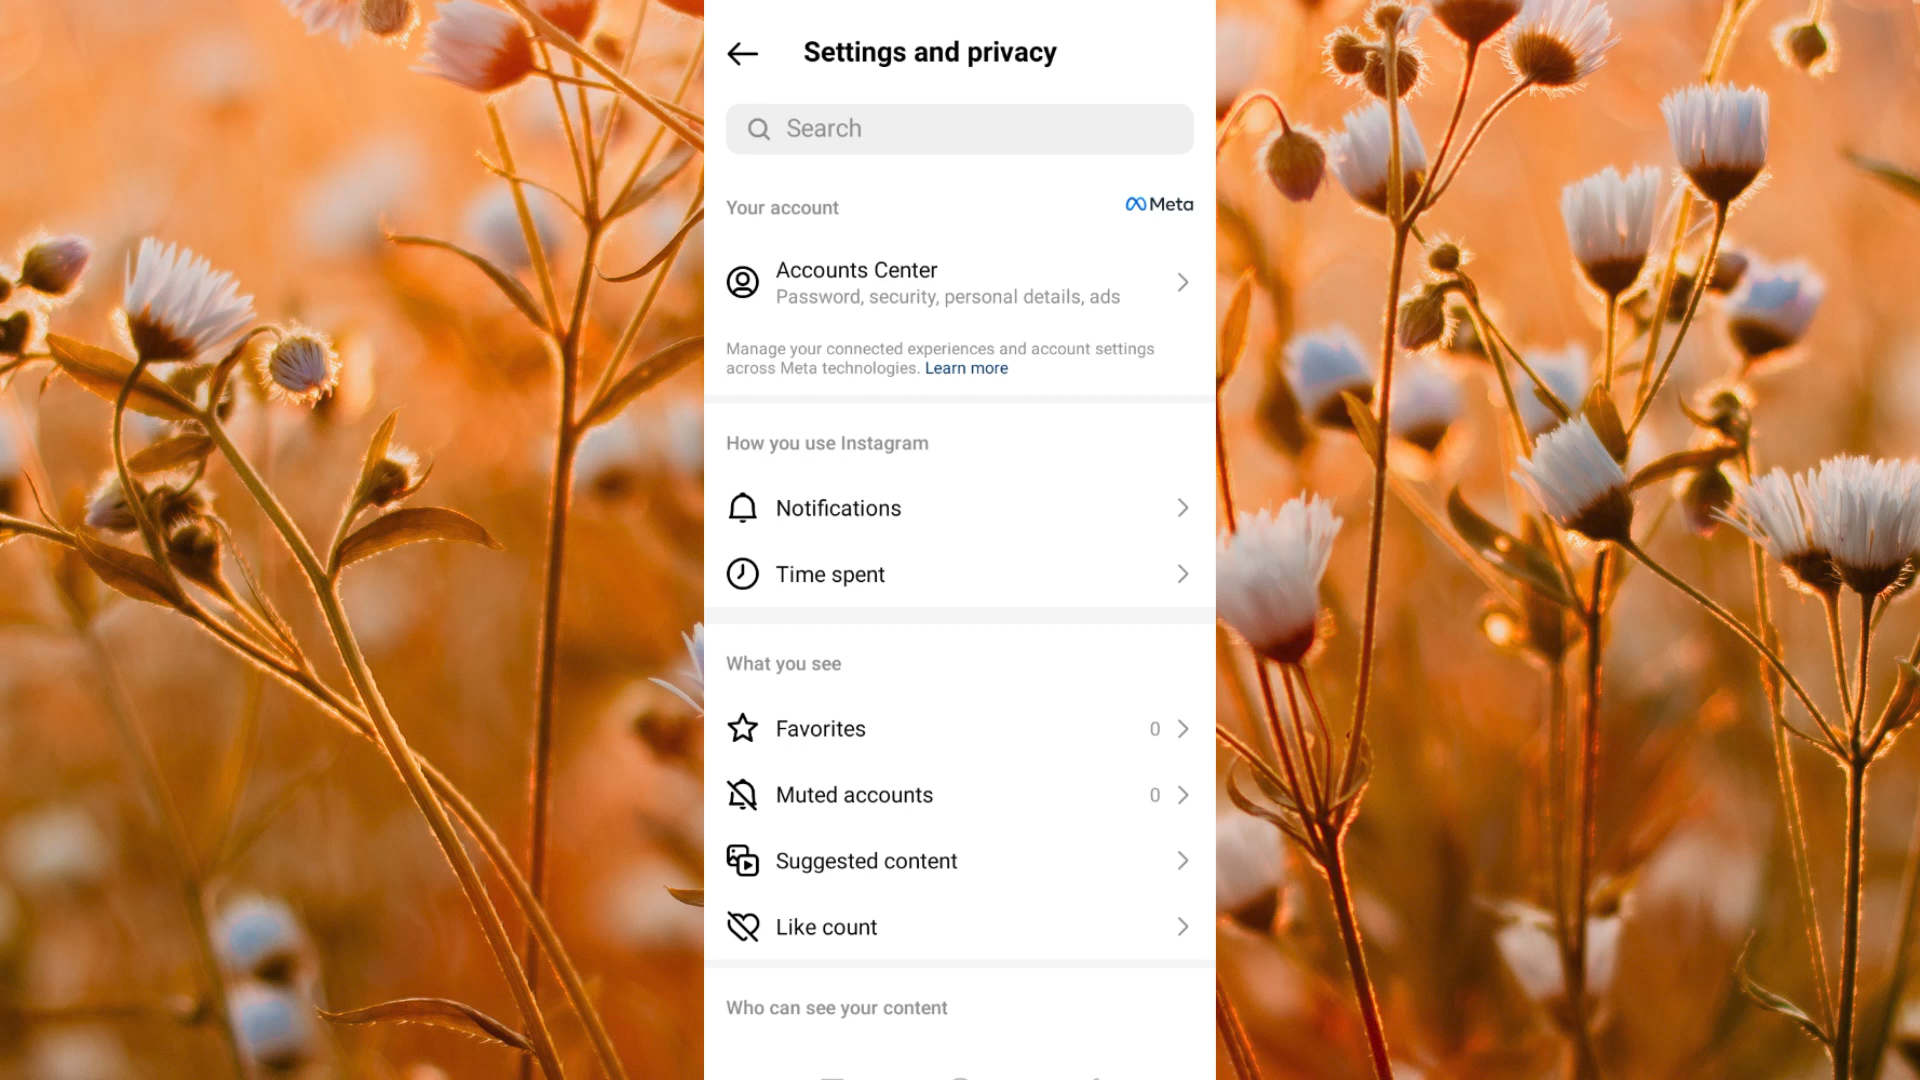 Settings and privacy
Search
Your account
Meta
Accounts Center
Password, security, personal details, ads
Manage your connected experiences and account settings
across Meta technologies. Learn more
How you use Instagram
Notifications
Time spent
What you see
Favorites 0
Muted accounts 0
Suggested content
Like count
Who can see your content